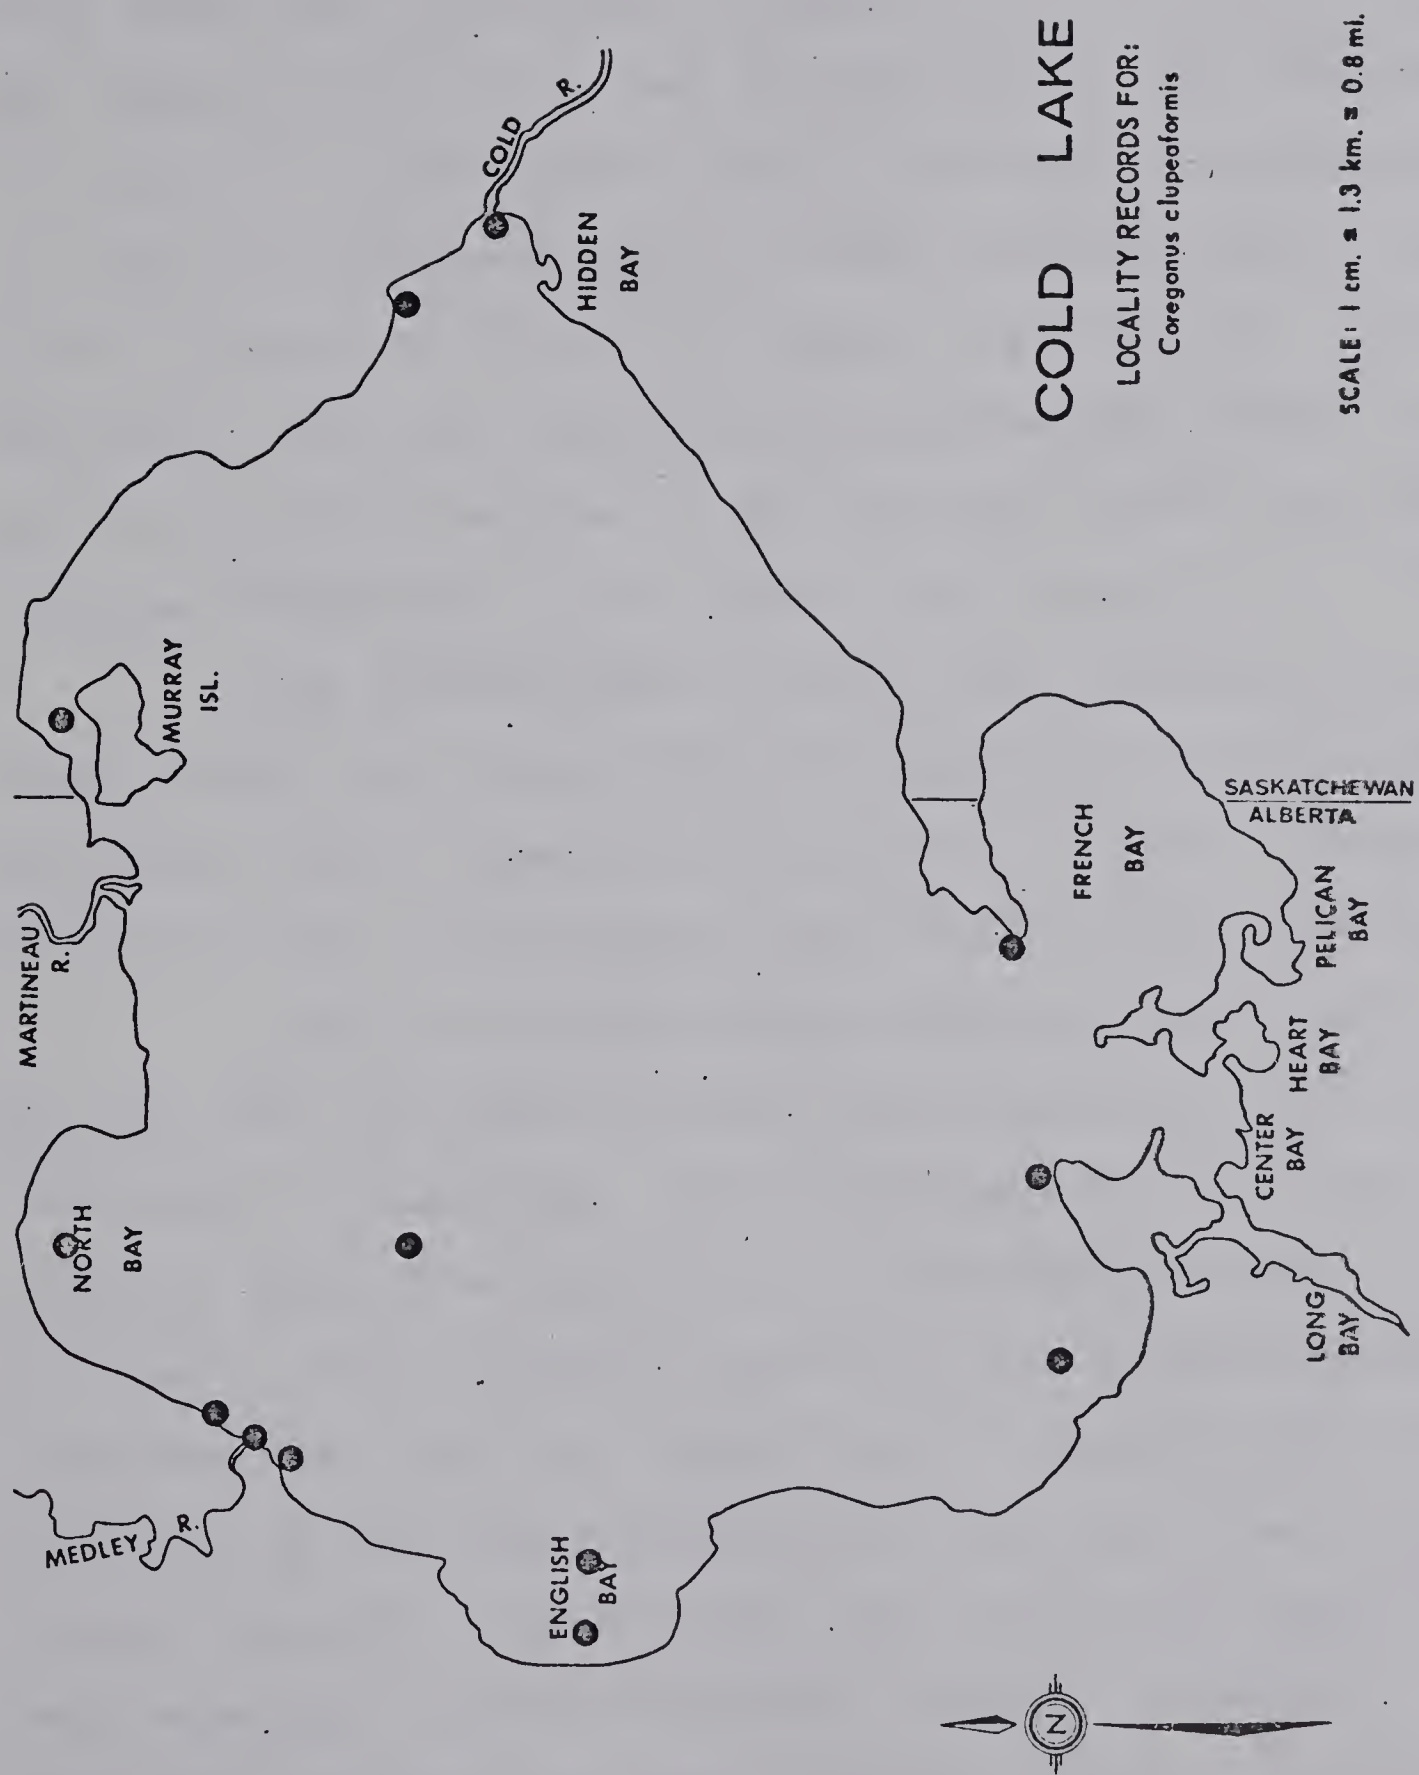 COLD LAKE
LOCALITY RECORDS FOR:
Coregonus clupeaformis
SCALE: 1 cm. = 1.3 km. = 0.8 mi.
MEDLEY R.
NORTH
BAY
MARTINEAU
R.
MURRAY
ISL.
COLD R.
HIDDEN
BAY
ENGLISH
BAY
FRENCH
BAY
SASKATCHEWAN
ALBERTA
PELICAN
BAY
HEART
BAY
CENTER
BAY
LONG
BAY
N